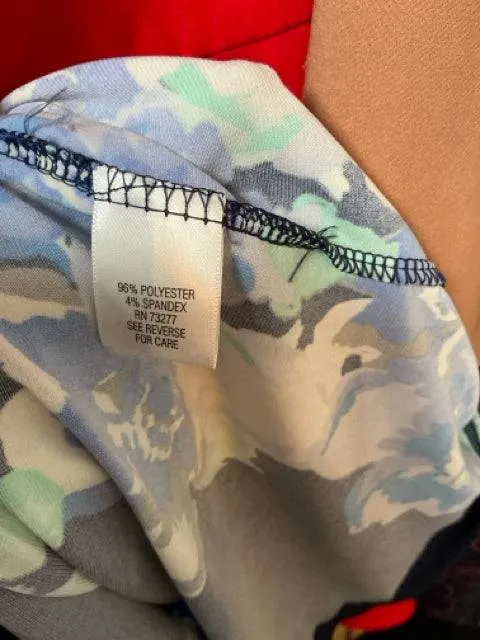 96% POLYESTER
4% SPANDEX
RN 73277
SEE REVERSE
FOR CARE